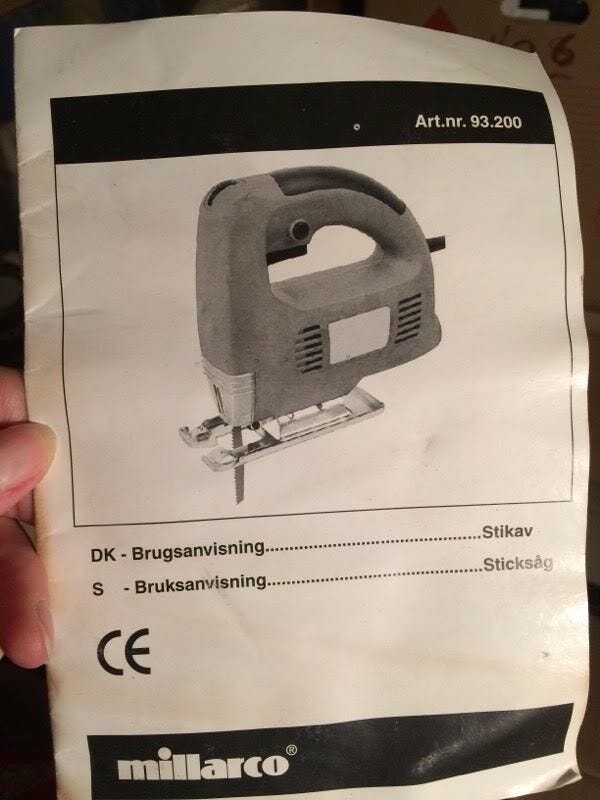 Art.nr. 93.200
DK - Brugsanvisning..................................Stikav
S - Bruksanvisning..................................Sticksåg
CE
millarco®